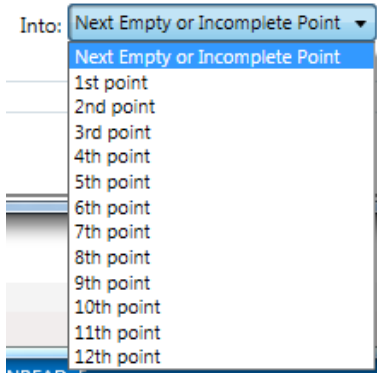 Into: Next Empty or Incomplete Point
Next Empty or Incomplete Point
1st point
2nd point
3rd point
4th point
5th point
6th point
7th point
8th point
9th point
10th point
11th point
12th point